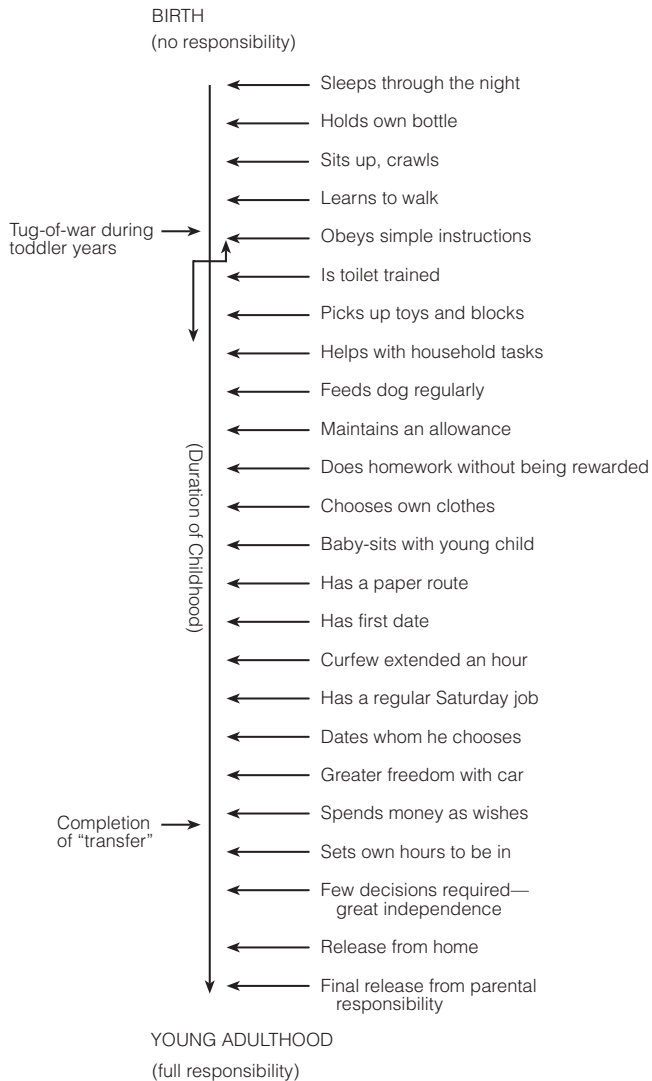 BIRTH
(no responsibility)
Sleeps through the night
Holds own bottle
Sits up, crawls
Learns to walk
Tug-of-war during
toddler years
Obeys simple instructions
Is toilet trained
Picks up toys and blocks
Helps with household tasks
Feeds dog regularly
Maintains an allowance
(Duration of Childhood)
Does homework without being rewarded
Chooses own clothes
Baby-sits with young child
Has a paper route
Has first date
Curfew extended an hour
Has a regular Saturday job
Dates whom he chooses
Greater freedom with car
Completion
of “transfer”
Spends money as wishes
Sets own hours to be in
Few decisions required—
great independence
Release from home
Final release from parental
responsibility
YOUNG ADULTHOOD
(full responsibility)